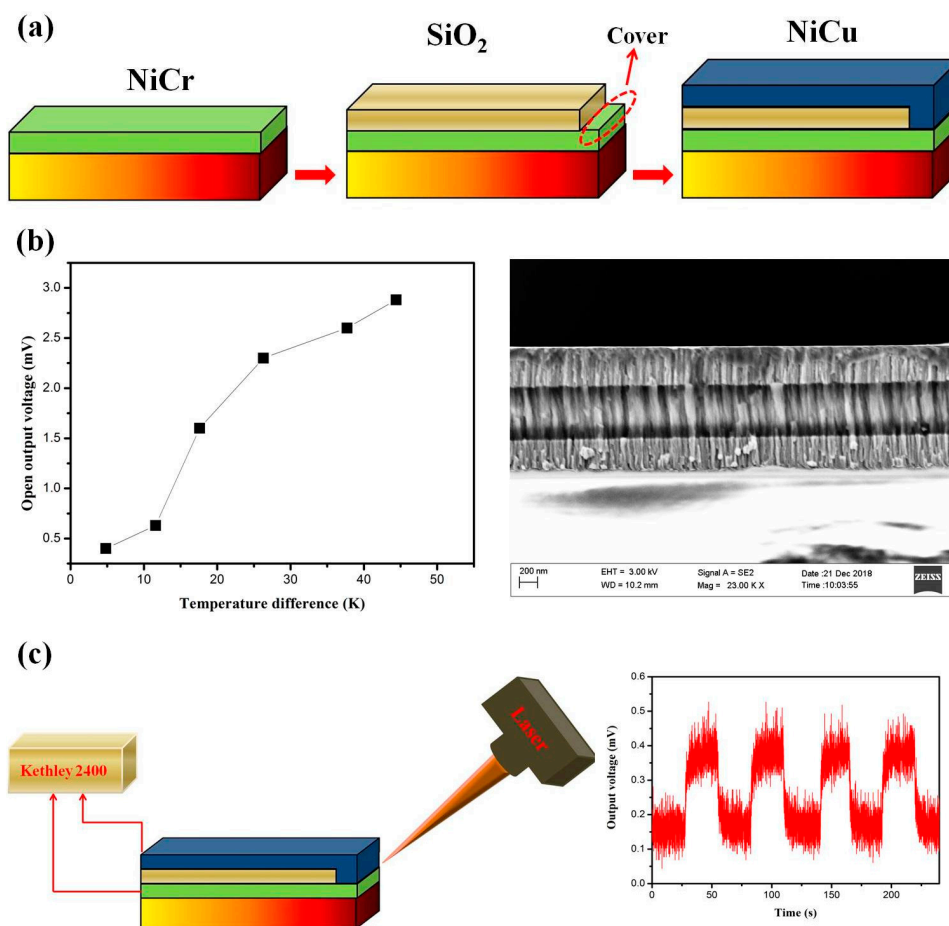 (a)
NiCr
SiO₂
Cover
NiCu
(b)
3.0
2.5
2.0
1.5
1.0
0.5
Open output voltage (mV)
0 10 20 30 40 50
Temperature difference (K)
200 nm
EHT = 3.00 kV
WD = 10.2 mm
Signal A = SE2
Mag = 23.00 K X
Date :21 Dec 2018
Time :10:03:55
ZEISS
(c)
Kethley 2400
Laser
0.6
0.5
0.4
0.3
0.2
0.1
0.0
Output voltage (mV)
0 50 100 150 200
Time (s)